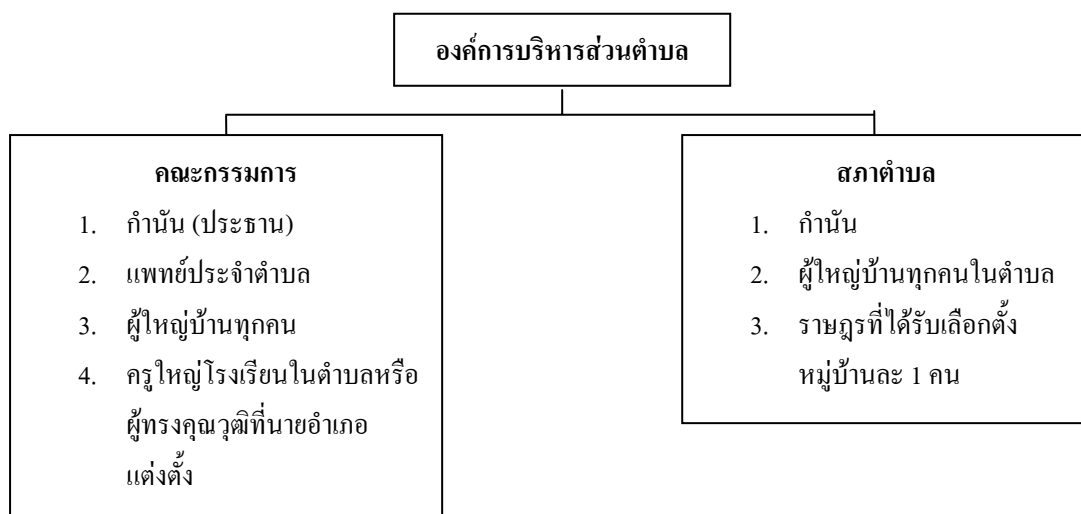 องค์การบริหารส่วนตำบล
คณะกรรมการ
1. กำนัน (ประธาน)
2. แพทย์ประจำตำบล
3. ผู้ใหญ่บ้านทุกคน
4. ครูใหญ่โรงเรียนในตำบลหรือ
ผู้ทรงคุณวุฒิที่นายอำเภอ
แต่งตั้ง
สภาตำบล
1. กำนัน
2. ผู้ใหญ่บ้านทุกคนในตำบล
3. ราษฎรที่ได้รับเลือกตั้ง
หมู่บ้านละ 1 คน